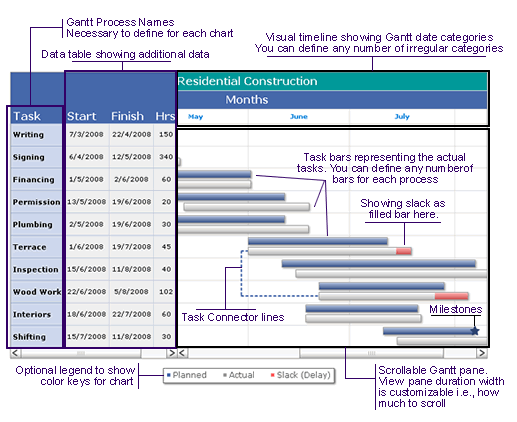 Gantt Process Names
Necessary to define for each chart
Visual timeline showing Gantt date categories
You can define any number of irregular categories
Data table showing additional data
Residential Construction
Months
Task Start Finish Hrs May June July
Writing 7/3/2008 22/4/2008 150
Signing 6/4/2008 12/5/2008 340
Financing 1/5/2008 2/6/2008 60
Permission 13/5/2008 19/6/2008 20
Plumbing 2/5/2008 19/6/2008 30
Terrace 1/6/2008 19/7/2008 45
Inspection 15/6/2008 11/8/2008 40
Wood Work 22/6/2008 5/8/2008 102
Interiors 18/6/2008 22/7/2008 60
Shifting 15/7/2008 11/8/2008 30
Task bars representing the actual
tasks. You can define any numberof
bars for each process
Showing slack as
filled bar here.
Task Connector lines
Milestones
Optional legend to show
color keys for chart
Planned Actual Slack (Delay)
Scrollable Gantt pane.
View pane duration width
is customizable i.e., how
much to scroll